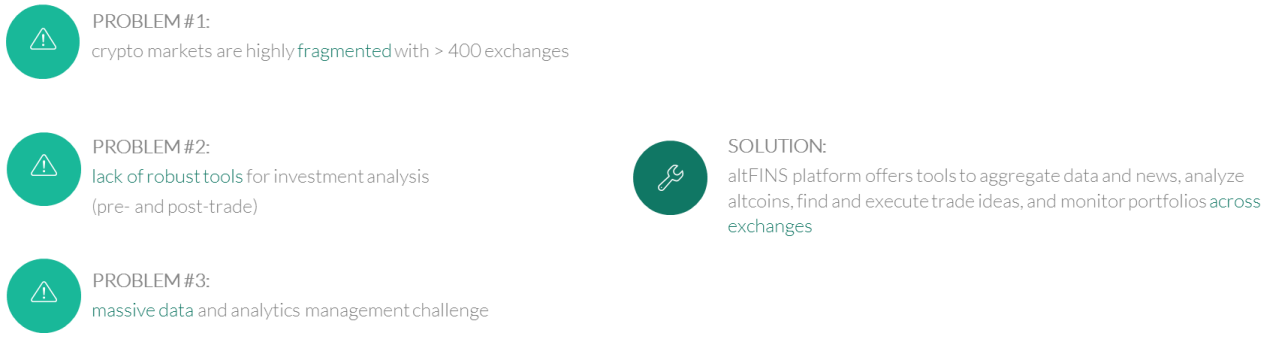 PROBLEM #1:
crypto markets are highly fragmented with > 400 exchanges
PROBLEM #2:
lack of robust tools for investment analysis
(pre- and post-trade)
PROBLEM #3:
massive data and analytics management challenge
SOLUTION:
altFINS platform offers tools to aggregate data and news, analyze
altcoins, find and execute trade ideas, and monitor portfolios across
exchanges